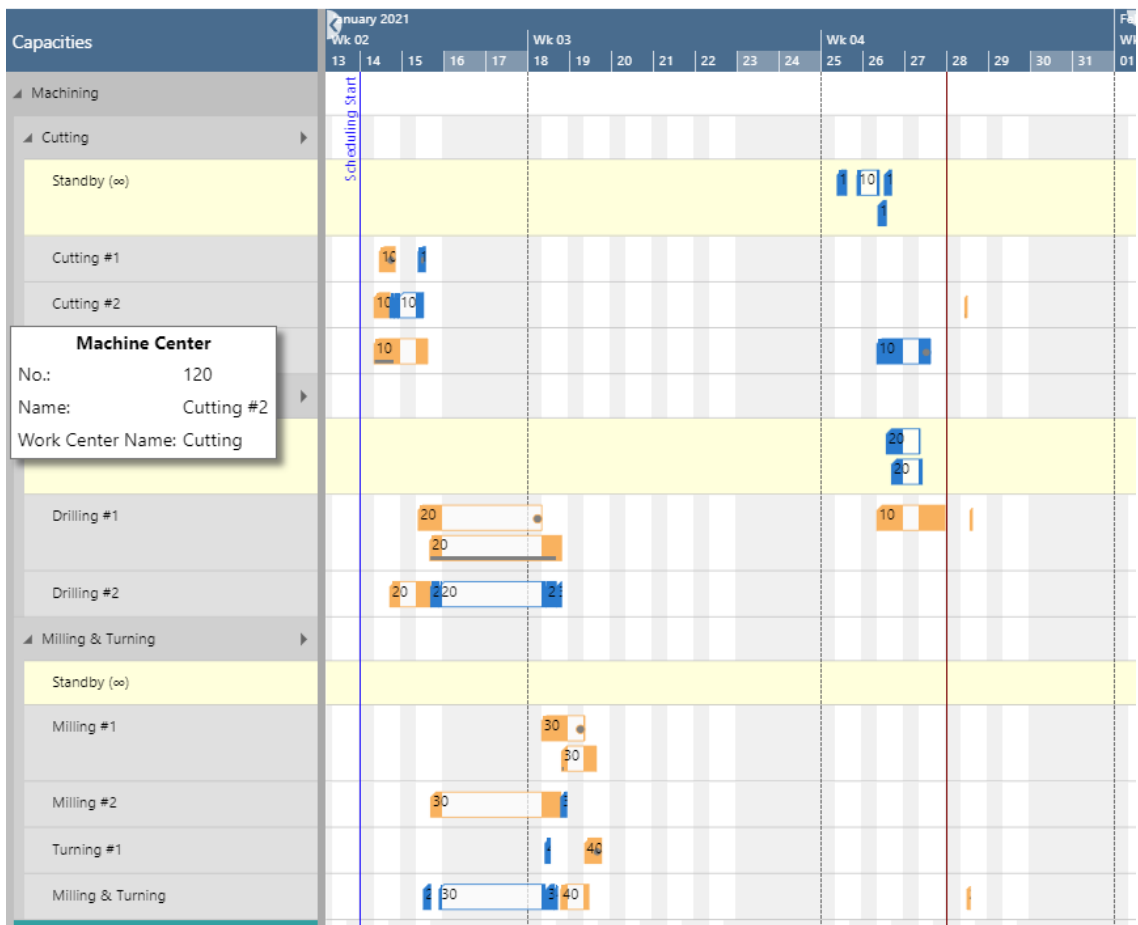 January 2021
Capacities
Wk 02 Wk 03 Wk 04
13 14 15 16 17 18 19 20 21 22 23 24 25 26 27 28 29 30 31 01
Machining
Scheduling Start
Cutting
Standby (∞)
10
Cutting #1
10
Cutting #2
10 10
Machine Center
No.: 120
Name: Cutting #2
Work Center Name: Cutting
10 10
20
20
Drilling #1
20 10
20
Drilling #2
20 20
Milling & Turning
Standby (∞)
Milling #1
30
30
Milling #2
30
Turning #1
40
Milling & Turning
30 40